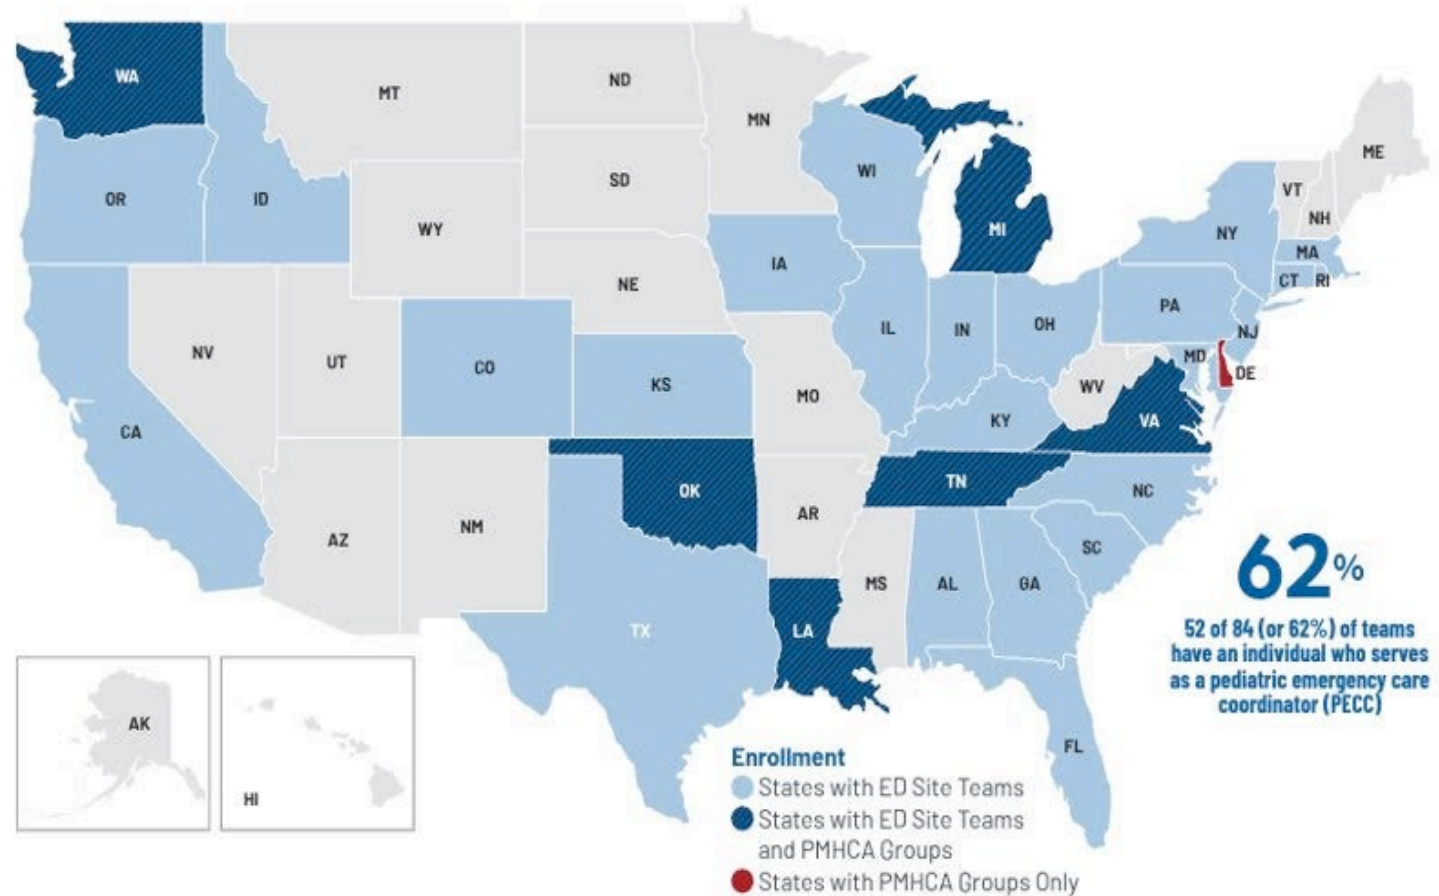 WA
MT
ND
MN
ME
OR
ID
SD
WI
VT
NH
WY
MI
NY
MA
IA
NE
CT
RI
PA
NV
UT
CO
KS
IL
IN
OH
NJ
MD
DE
MO
WV
VA
CA
KY
OK
TN
NC
AZ
NM
AR
SC
MS
AL
GA
TX
LA
FL
AK
HI
62%
52 of 84 (or 62%) of teams
have an individual who serves
as a pediatric emergency care
coordinator (PECC)
Enrollment
States with ED Site Teams
States with ED Site Teams
and PMHCA Groups
States with PMHCA Groups Only